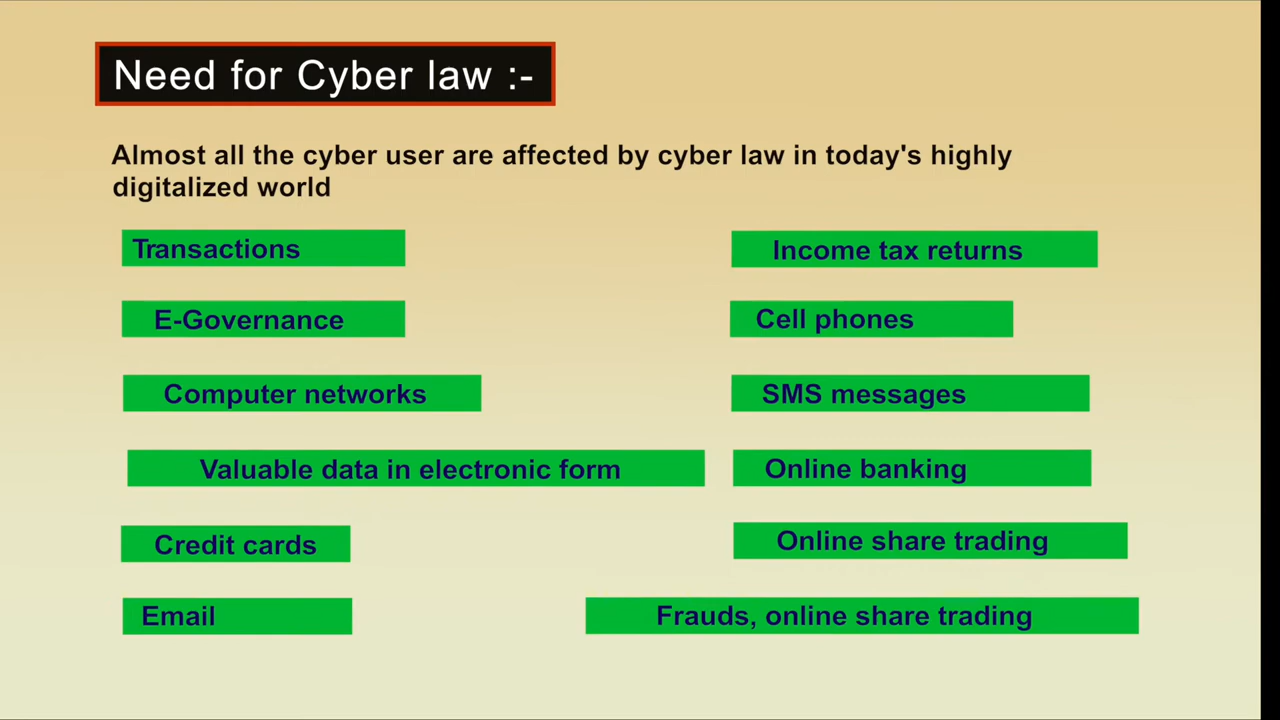 Need for Cyber law :-
Almost all the cyber user are affected by cyber law in today's highly
digitalized world
Transactions
Income tax returns
E-Governance
Cell phones
Computer networks
SMS messages
Valuable data in electronic form
Online banking
Credit cards
Online share trading
Email
Frauds, online share trading